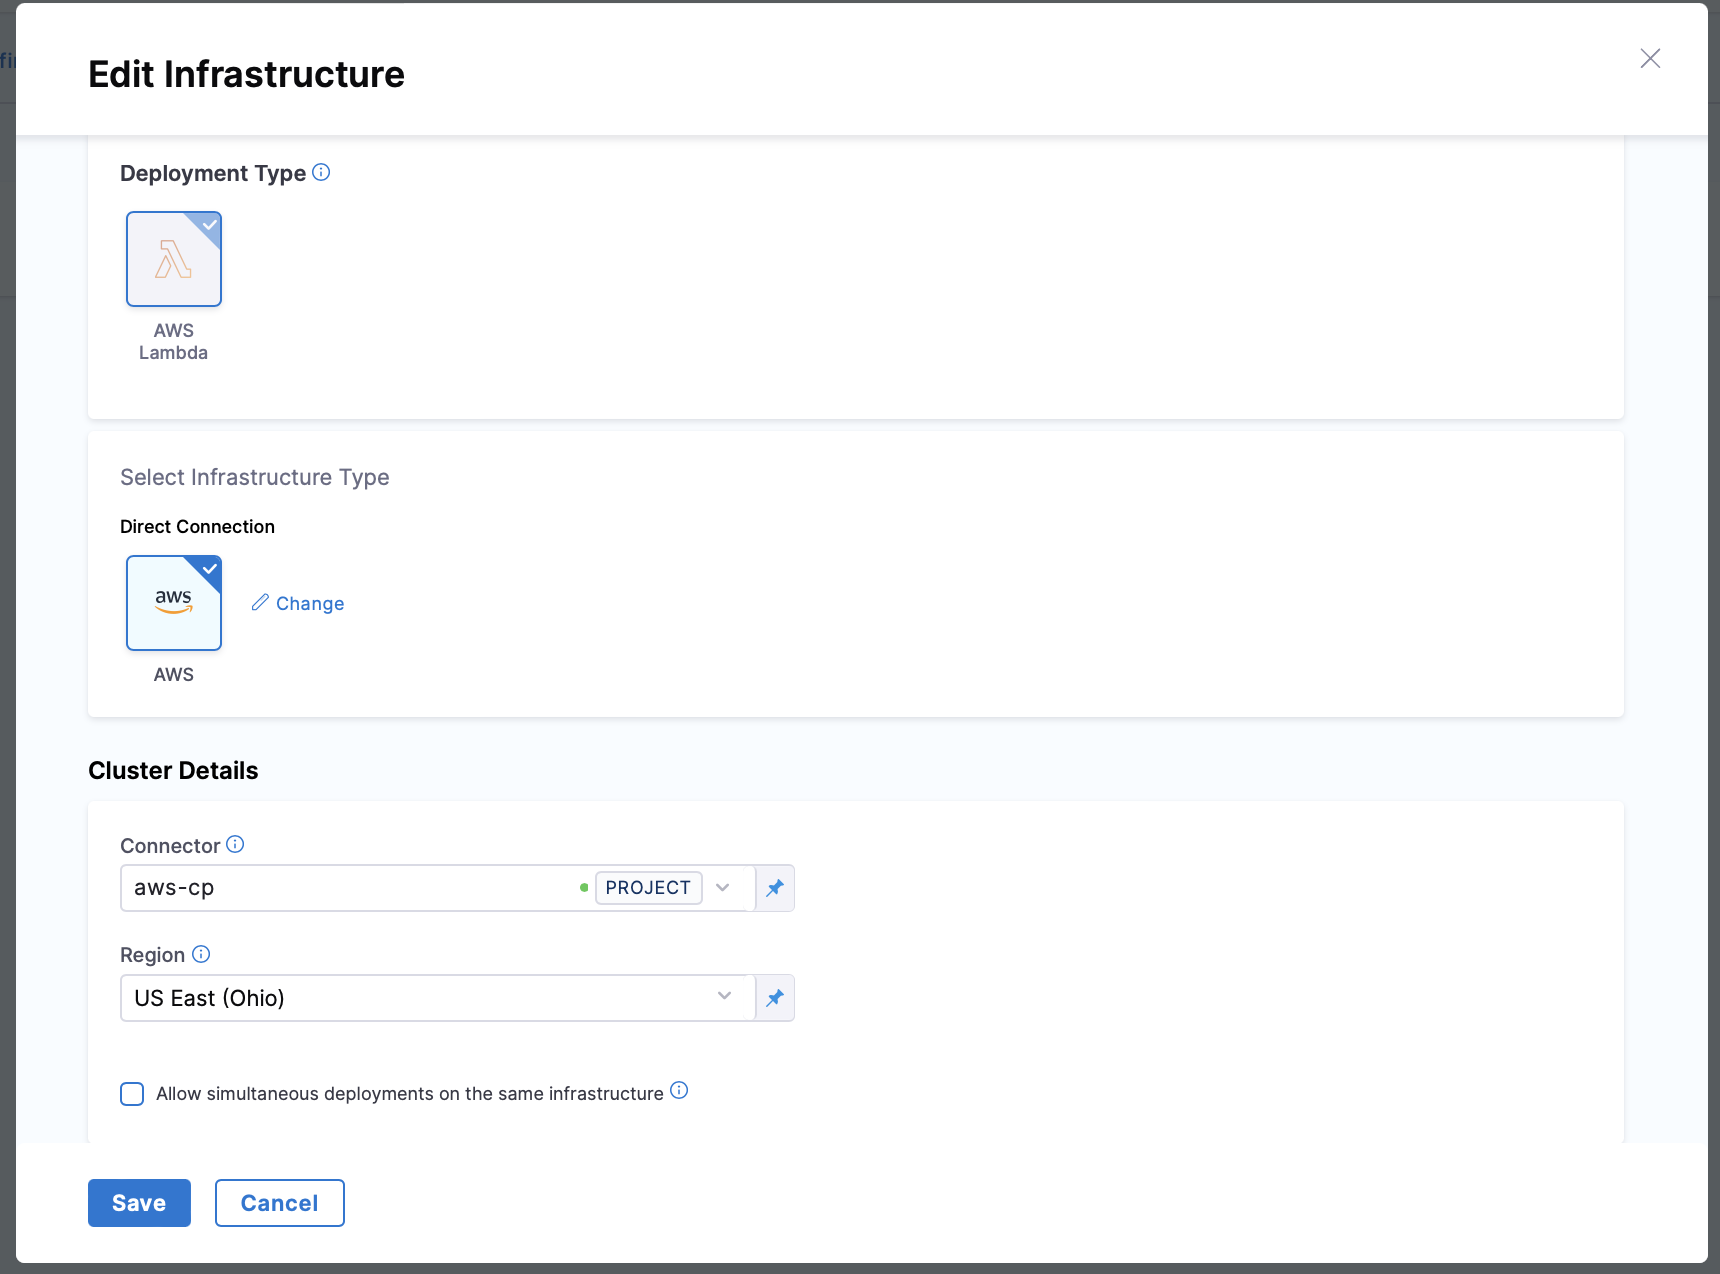 Edit Infrastructure
Deployment Type
AWS
Lambda
Select Infrastructure Type
Direct Connection
aws
Change
AWS
Cluster Details
Connector
aws-cp PROJECT
Region
US East (Ohio)
Allow simultaneous deployments on the same infrastructure
Save Cancel